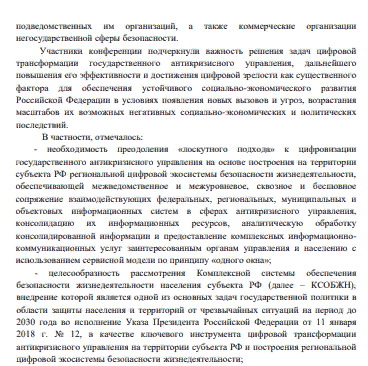 подведомственных им организаций, а также коммерческие организации
негосударственной сферы безопасности.
Участники конференции подчеркнули важность решения задач цифровой
трансформации государственного антикризисного управления, дальнейшего
повышения его эффективности и достижения цифровой зрелости как существенного
фактора для обеспечения устойчивого социально-экономического развития
Российской Федерации в условиях появления новых вызовов и угроз, возрастания
масштабов их возможных негативных социально-экономических и политических
последствий.
В частности, отмечалось:
- необходимость преодоления «лоскутного подхода» к цифровизации
государственного антикризисного управления на основе построения на территории
субъекта РФ региональной цифровой экосистемы безопасности жизнедеятельности,
обеспечивающей межведомственное и межуровневое, сквозное и бесшовное
сопряжение взаимодействующих федеральных, региональных, муниципальных и
объектовых информационных систем в сферах антикризисного управления,
консолидацию их информационных ресурсов, аналитическую обработку
консолидированной информации и предоставление комплексных информационно-
коммуникационных услуг заинтересованным органам управления и населению с
использованием сервисной модели по принципу «одного окна»;
- целесообразность рассмотрения Комплексной системы обеспечения
безопасности жизнедеятельности населения субъекта РФ (далее – КСОБЖН),
внедрение которой является одной из основных задач государственной политики в
области защиты населения и территорий от чрезвычайных ситуаций на период до
2030 года во исполнение Указа Президента Российской Федерации от 11 января
2018 г. № 12, в качестве ключевого инструмента цифровой трансформации
антикризисного управления на территории субъекта РФ и построения региональной
цифровой экосистемы безопасности жизнедеятельности;